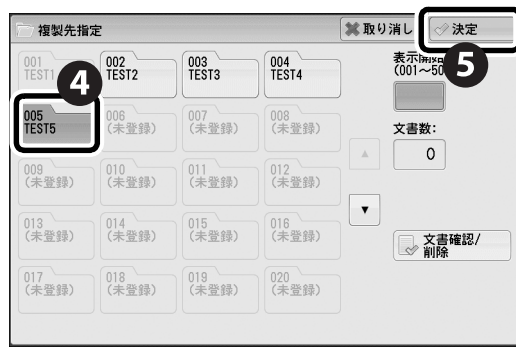 複製先指定
取り消し
決定
001
TEST1
002
TEST2
003
TEST3
004
TEST4
表示開始
(001~50
4
5
005
TEST5
006
(未登録)
007
(未登録)
008
(未登録)
文書数:
0
009
(未登録)
010
(未登録)
011
(未登録)
012
(未登録)
013
(未登録)
014
(未登録)
015
(未登録)
016
(未登録)
文書確認/
削除
017
(未登録)
018
(未登録)
019
(未登録)
020
(未登録)